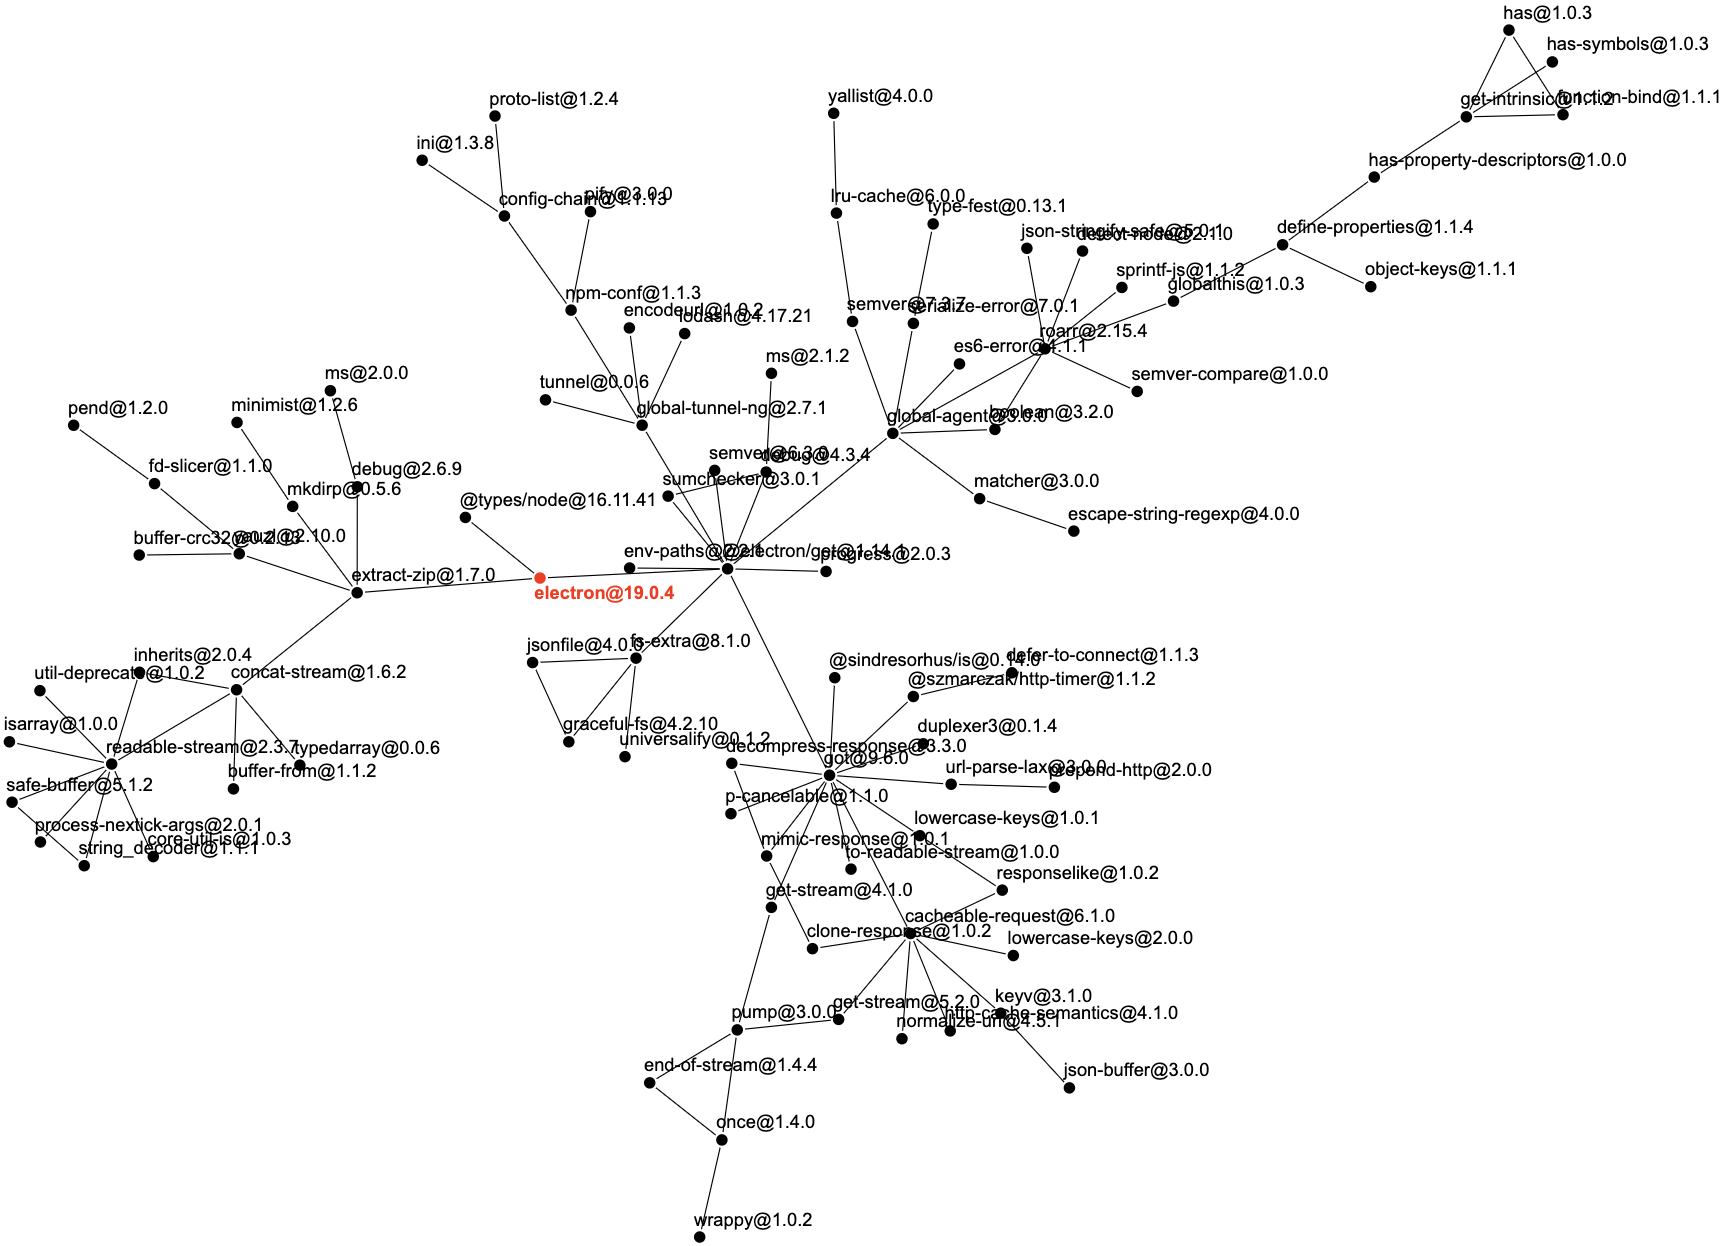 has@1.0.3
has-symbols@1.0.3
proto-list@1.2.4
yallist@4.0.0
get-intrinsic@1.1.2
function-bind@1.1.1
ini@1.3.8
has-property-descriptors@1.0.0
config-chain@1.1.13
pify@3.0.0
lru-cache@6.0.0
type-fest@0.13.1
json-stringify-safe@5.0.1
detect-node@2.1.0
define-properties@1.1.4
sprintf-js@1.1.2
object-keys@1.1.1
globalthis@1.0.3
npm-conf@1.1.3
encodeurl@1.0.2
lodash@4.17.21
semver@7.3.7
serialize-error@7.0.1
roarr@2.15.4
es6-error@4.1.1
ms@2.1.2
ms@2.0.0
tunnel@0.0.6
semver-compare@1.0.0
pend@1.2.0
minimist@1.2.6
global-tunnel-ng@2.7.1
global-agent@3.0.0
boolean@3.2.0
semver@6.3.0
debug@4.3.4
fd-slicer@1.1.0
debug@2.6.9
sumchecker@3.0.1
matcher@3.0.0
mkdirp@0.5.6
@types/node@16.11.41
escape-string-regexp@4.0.0
buffer-crc32@0.2.13
yauzl@2.10.0
env-paths@2.2.1
@electron/get@1.14.1
progress@2.0.3
extract-zip@1.7.0
electron@19.0.4
jsonfile@4.0.0
fs-extra@8.1.0
inherits@2.0.4
util-deprecate@1.0.2
concat-stream@1.6.2
@sindresorhus/is@0.14.0
defer-to-connect@1.1.3
@szmarczak/http-timer@1.1.2
isarray@1.0.0
graceful-fs@4.2.10
universalify@0.1.2
duplexer3@0.1.4
readable-stream@2.3.7
typedarray@0.0.6
decompress-response@3.3.0
got@9.6.0
url-parse-lax@3.0.0
prepend-http@2.0.0
buffer-from@1.1.2
safe-buffer@5.1.2
p-cancelable@1.1.0
process-nextick-args@2.0.1
lowercase-keys@1.0.1
core-util-is@1.0.3
string_decoder@1.1.1
mimic-response@1.0.1
to-readable-stream@1.0.0
responselike@1.0.2
get-stream@4.1.0
cacheable-request@6.1.0
clone-response@1.0.2
lowercase-keys@2.0.0
keyv@3.1.0
get-stream@5.2.0
pump@3.0.0
http-cache-semantics@4.1.0
normalize-url@4.5.1
end-of-stream@1.4.4
json-buffer@3.0.0
once@1.4.0
wrappy@1.0.2